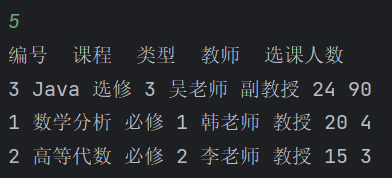 5
编号 课程 类型 教师 选课人数
3 Java 选修 3 吴老师 副教授 24 90
1 数学分析 必修 1 韩老师 教授 20 4
2 高等代数 必修 2 李老师 教授 15 3